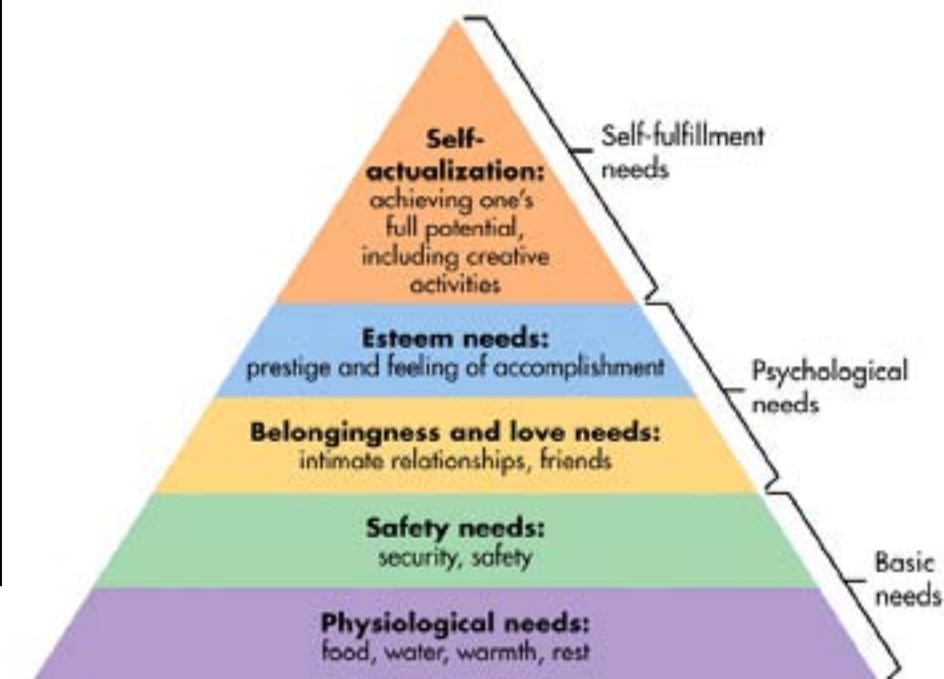 Self-
actualization:
achieving one's
full potential,
including creative
activities
Self-fulfillment
needs
Esteem needs:
prestige and feeling of accomplishment
Belongingness and love needs:
intimate relationships, friends
Psychological
needs
Safety needs:
security, safety
Physiological needs:
food, water, warmth, rest
Basic
needs